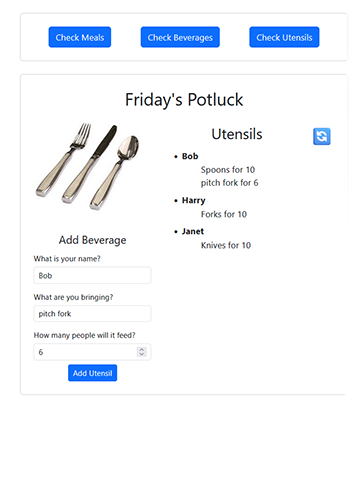 Check Meals
Check Beverages
Check Utensils
Friday's Potluck
Utensils
Bob
Spoons for 10
pitch fork for 6
Harry
Forks for 10
Janet
Knives for 10
Add Beverage
What is your name?
Bob
What are you bringing?
pitch fork
How many people will it feed?
6
Add Utensil